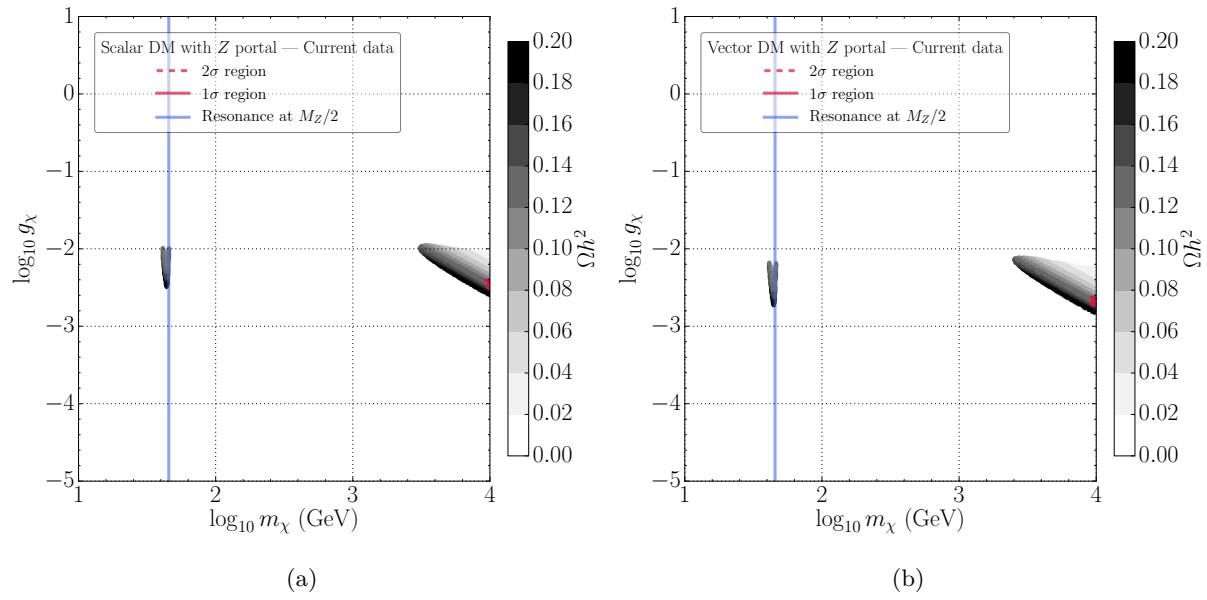 Scalar DM with Z portal — Current data
2σ region
1σ region
Resonance at M_Z/2
1
0
−1
−2
−3
−4
−5
1
2
3
4
log₁₀ g_χ
log₁₀ m_χ (GeV)
0.20
0.18
0.16
0.14
0.12
0.10
0.08
0.06
0.04
0.02
0.00
Ωh²
(a)
Vector DM with Z portal — Current data
2σ region
1σ region
Resonance at M_Z/2
1
0
−1
−2
−3
−4
−5
1
2
3
4
log₁₀ g_χ
log₁₀ m_χ (GeV)
0.20
0.18
0.16
0.14
0.12
0.10
0.08
0.06
0.04
0.02
0.00
Ωh²
(b)